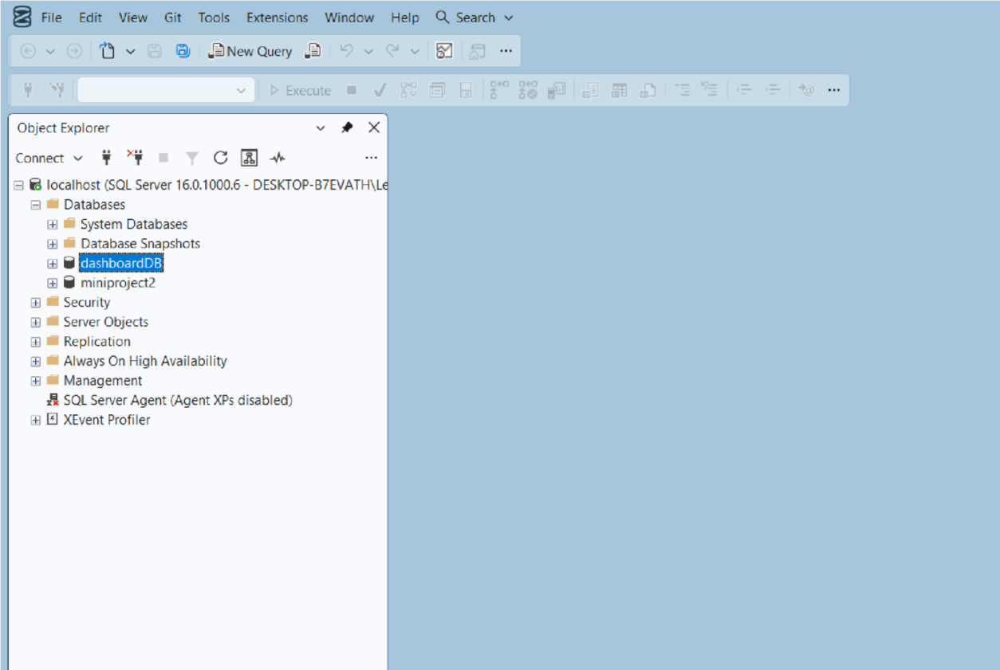 File Edit View Git Tools Extensions Window Help Search
New Query
Execute
Object Explorer
Connect
localhost (SQL Server 16.0.1000.6 - DESKTOP-B7EVATH\Le
Databases
System Databases
Database Snapshots
dashboardDB
miniproject2
Security
Server Objects
Replication
Always On High Availability
Management
SQL Server Agent (Agent XPs disabled)
XEvent Profiler